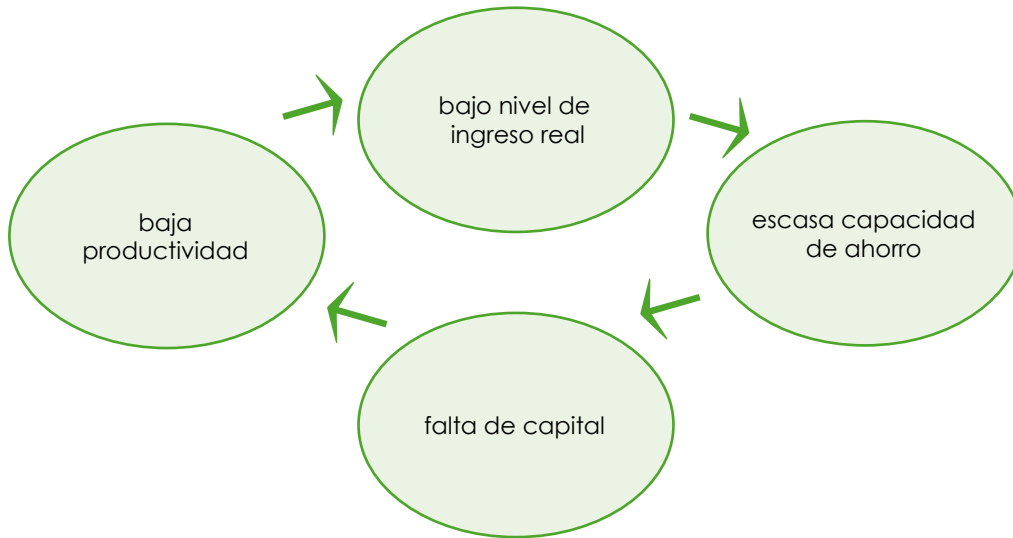 bajo nivel de
ingreso real
escasa capacidad
de ahorro
baja
productividad
falta de capital